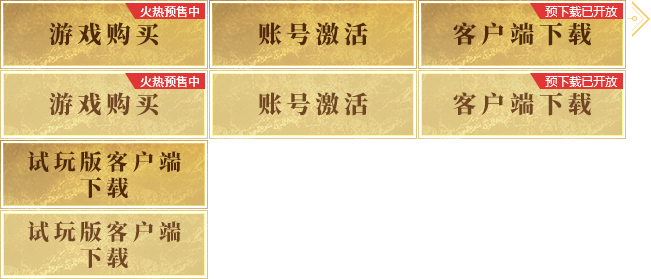 火热预售中
预下载已开放
游戏购买
账号激活
客户端下载
火热预售中
预下载已开放
游戏购买
账号激活
客户端下载
试玩版客户端
下载
试玩版客户端
下载